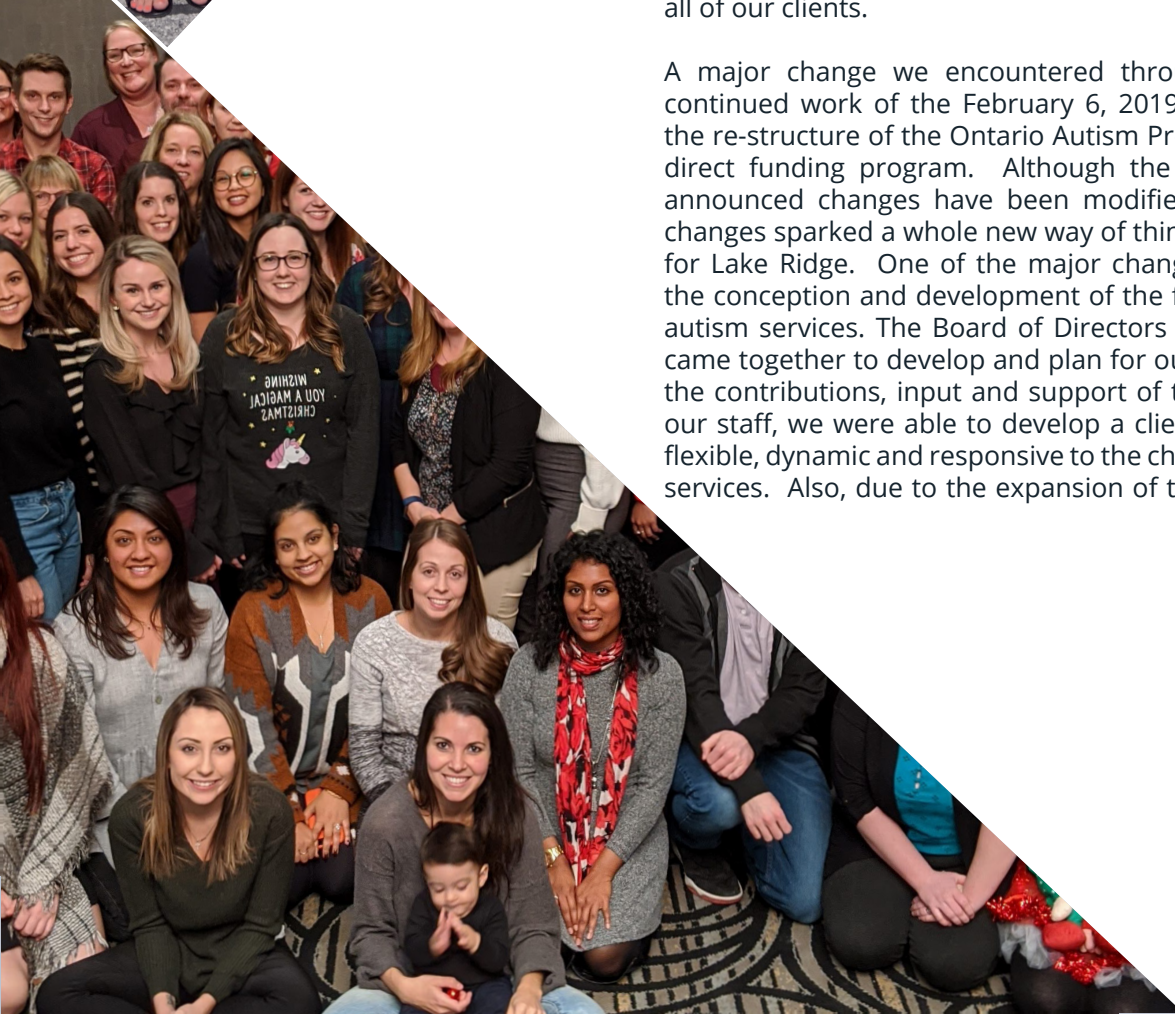 all of our clients.
A major change we encountered thro
continued work of the February 6, 2019
the re-structure of the Ontario Autism Pr
direct funding program. Although the
announced changes have been modifie
changes sparked a whole new way of thin
for Lake Ridge. One of the major chang
the conception and development of the f
autism services. The Board of Directors
came together to develop and plan for ou
the contributions, input and support of t
our staff, we were able to develop a clie
flexible, dynamic and responsive to the ch
services. Also, due to the expansion of t
WISHING
YOU A MAGICAL
CHRISTMAS